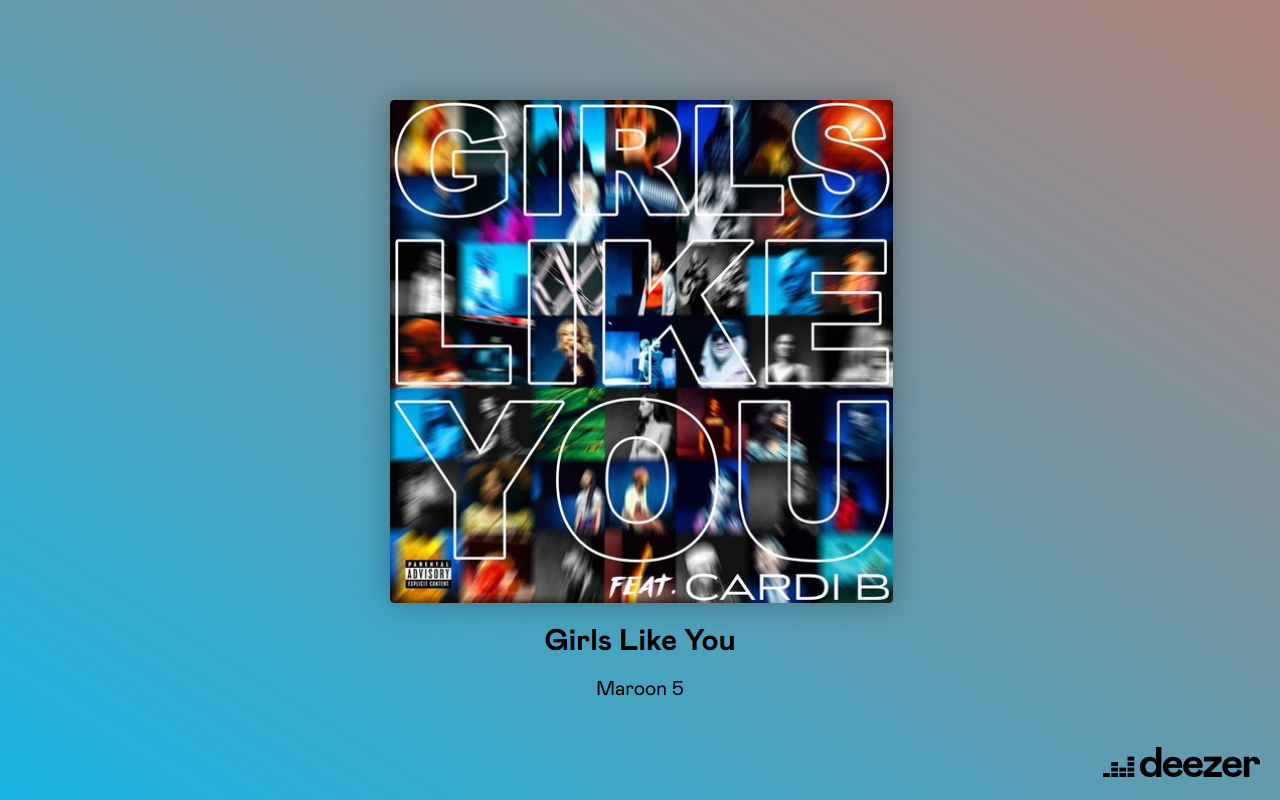 GIRLS
LIKE
YOU
PARENTAL
ADVISORY
EXPLICIT CONTENT
FEAT. CARDI B
Girls Like You
Maroon 5
deezer